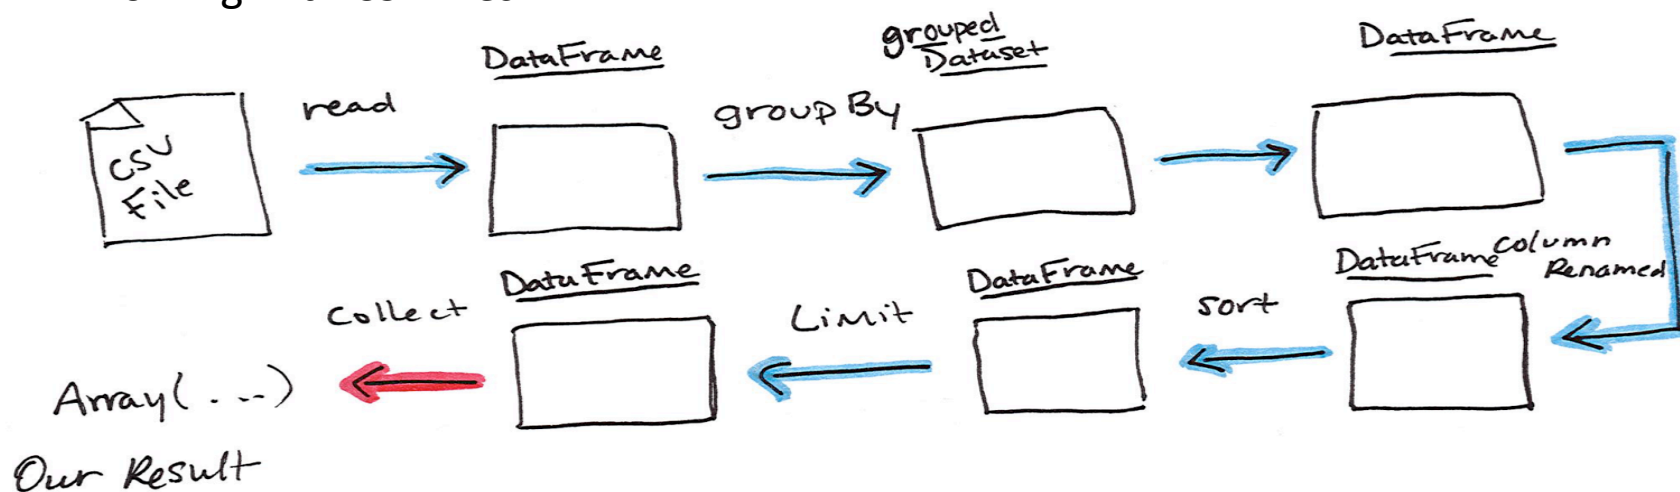 DataFrame
grouped
Dataset
DataFrame
read
groupBy
CSV
File
DataFrame
DataFrame
DataFrame
column
Renamed
collect
Limit
sort
Array(...)
Our Result